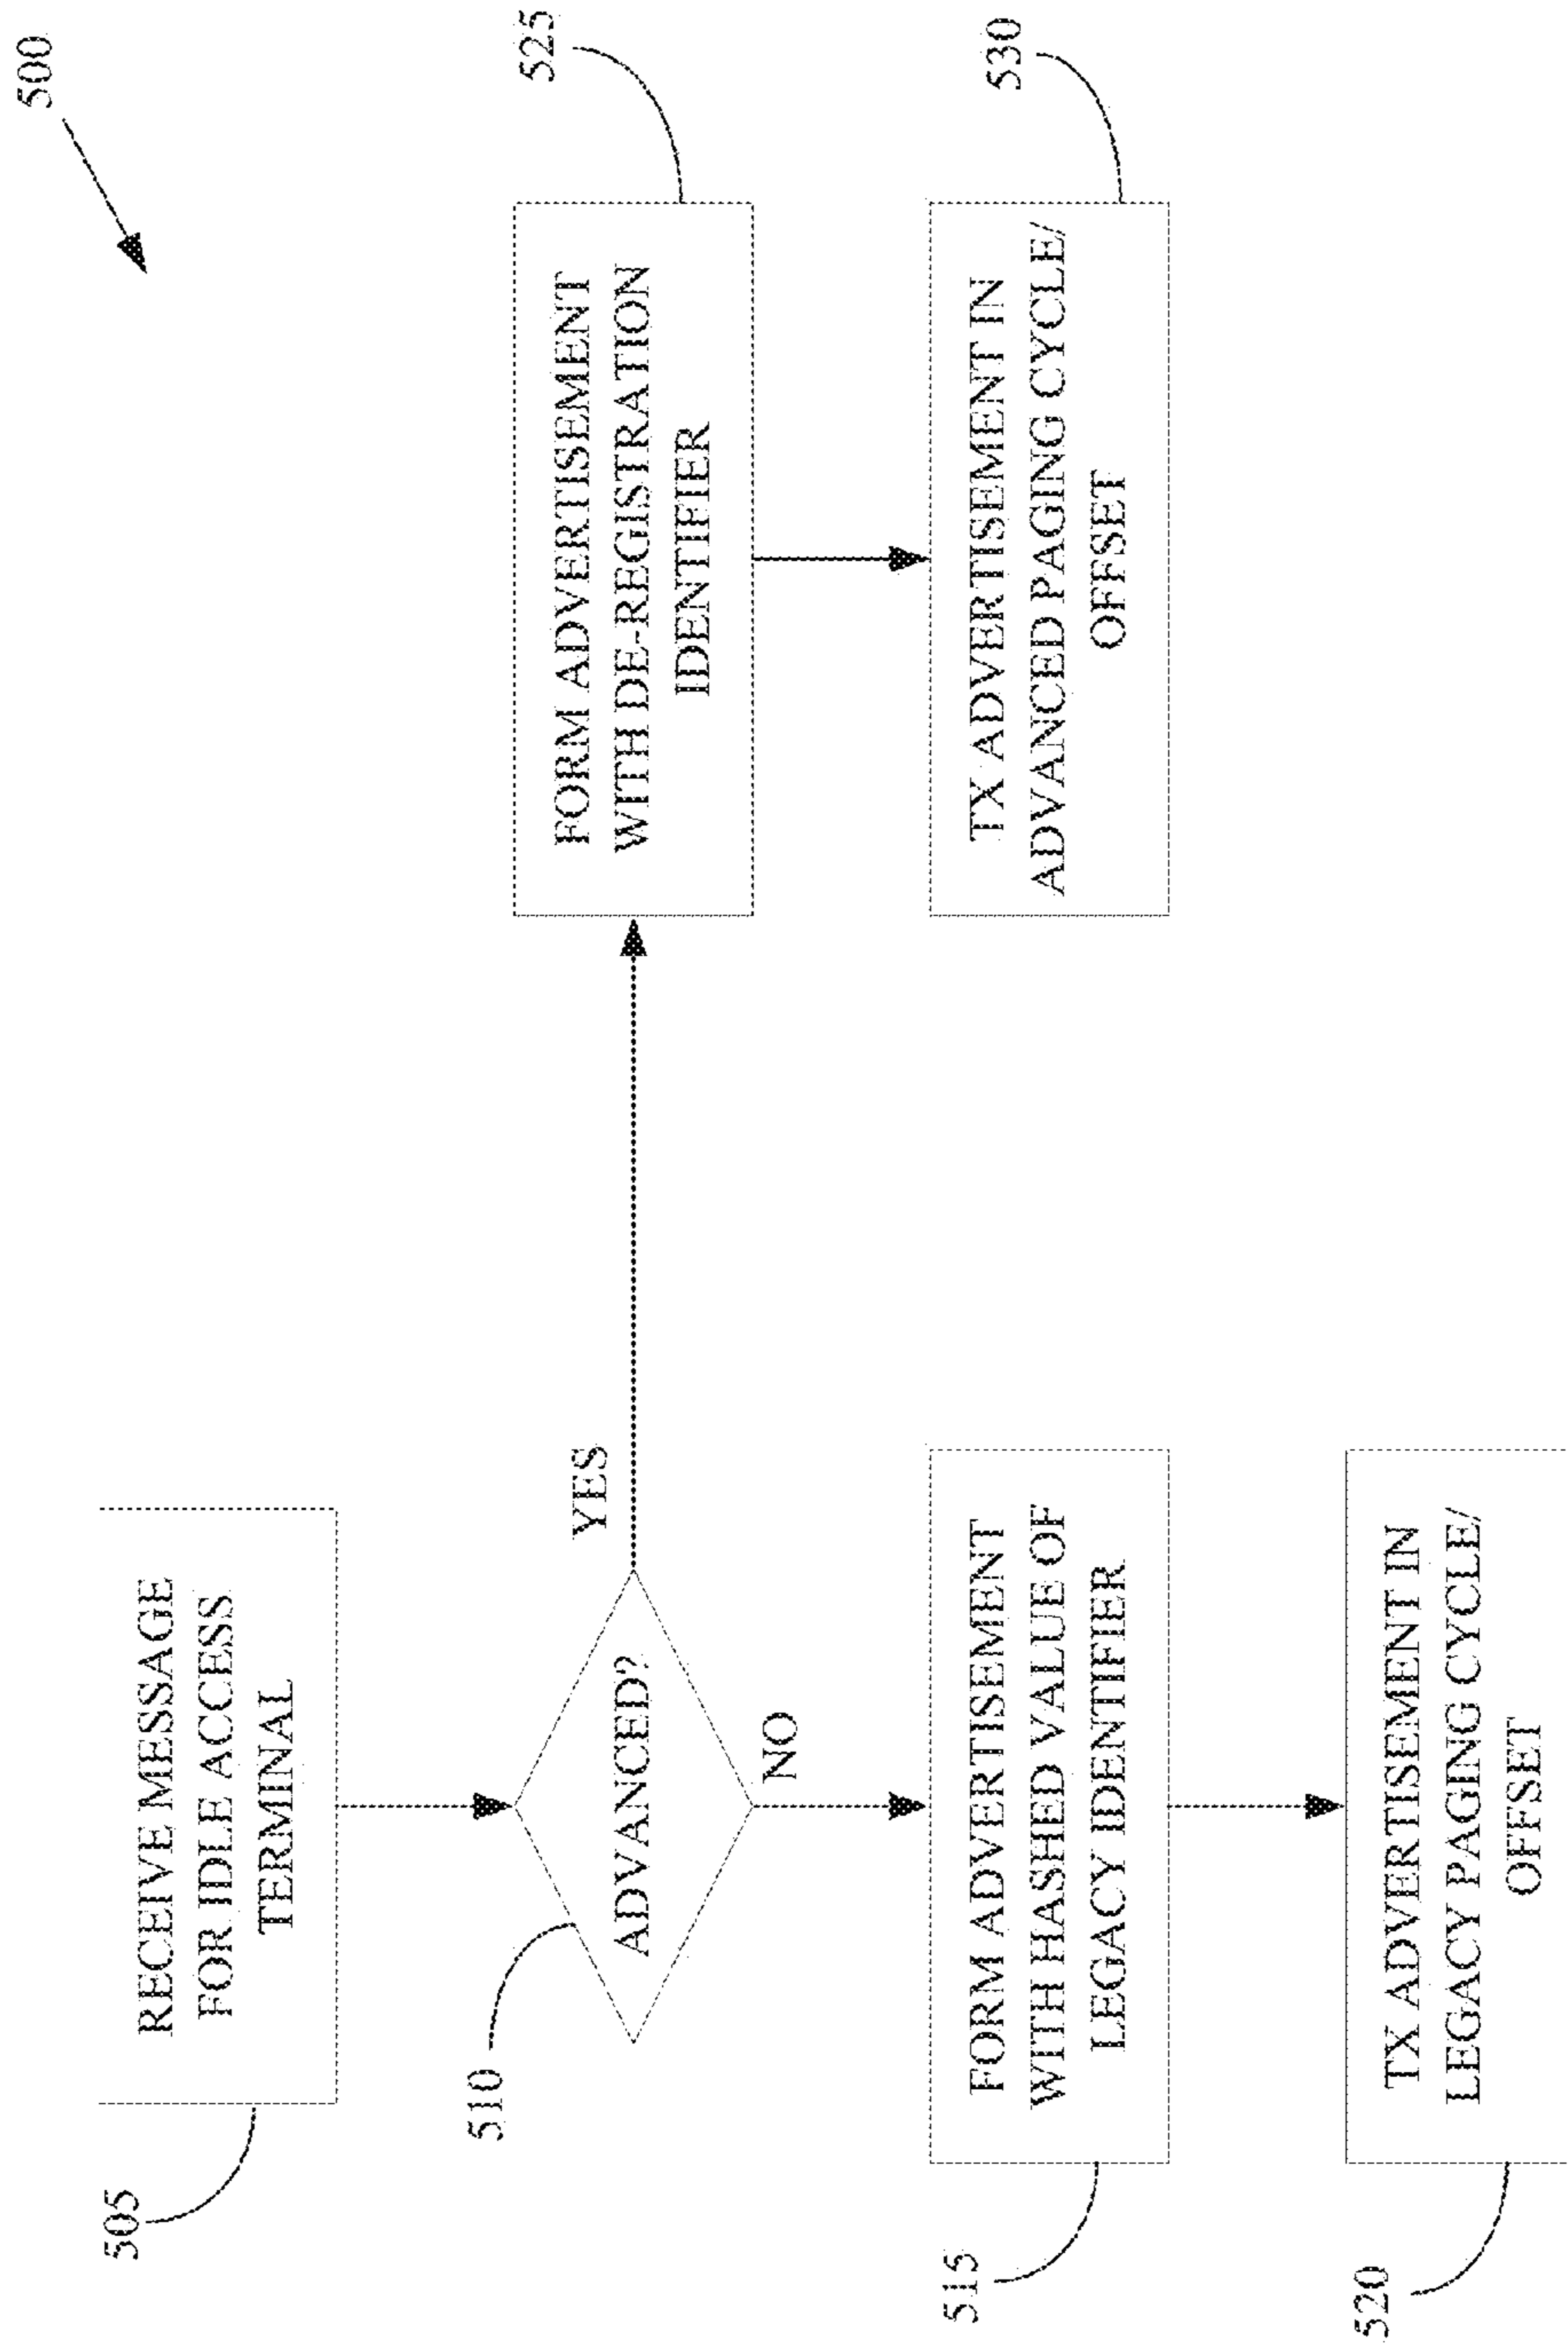 500
505
RECEIVE MESSAGE
FOR IDLE ACCESS
TERMINAL
510
ADVANCED?
YES
NO
525
FORM ADVERTISEMENT
WITH DE-REGISTRATION
IDENTIFIER
515
FORM ADVERTISEMENT
WITH HASHED VALUE OF
LEGACY IDENTIFIER
530
TX ADVERTISEMENT IN
ADVANCED PAGING CYCLE/
OFFSET
520
TX ADVERTISEMENT IN
LEGACY PAGING CYCLE/
OFFSET